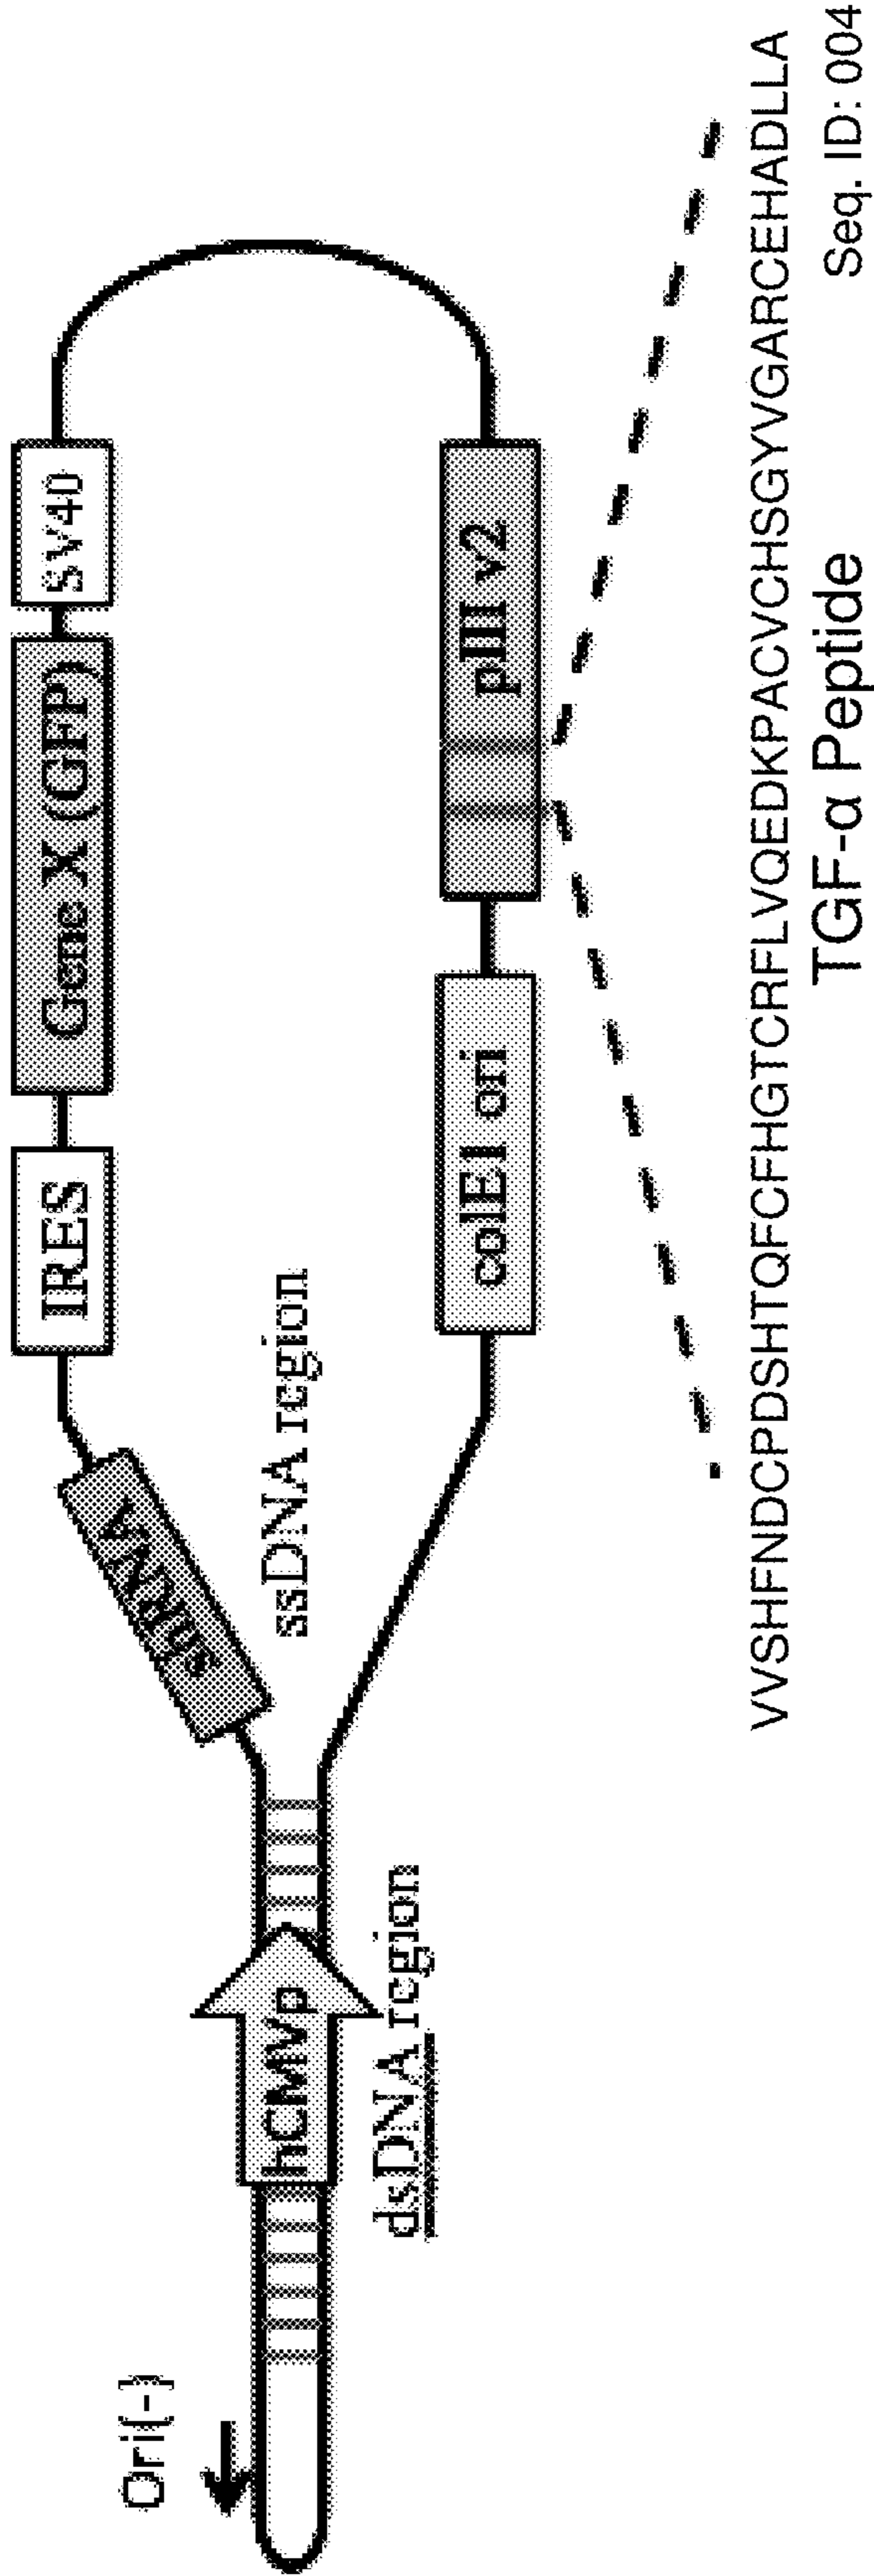 Ori(-)
hCMVp
dsDNA region
shRNA
ssDNA region
IRES
Gene X (GFP)
SV40
colE1 ori
pIII v2
VVSHFNDCPDSHTQFCFHGTCRFLVQEDKPACVCHSGYVGARCEHADLLA
TGF-α Peptide
Seq. ID: 004